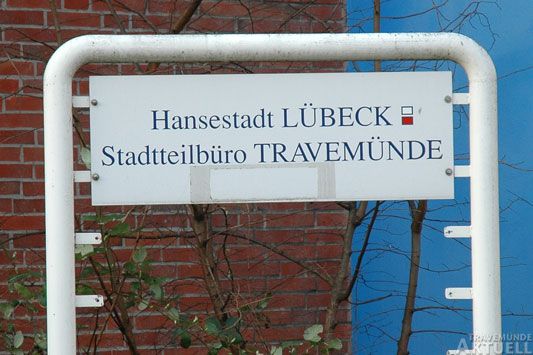 Hansestadt LÜBECK
Stadtteilbüro TRAVEMÜNDE
TRAVEMÜNDE
AKTUELL